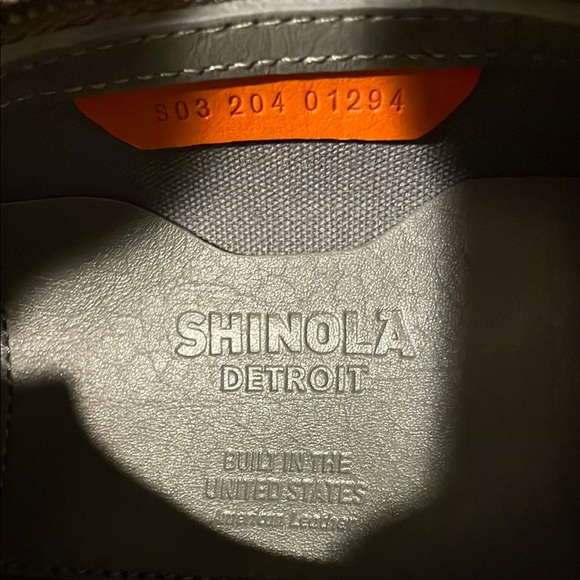 S03 204 01294
SHINOLA
DETROIT
BUILT IN THE
UNITED STATES
American Leather